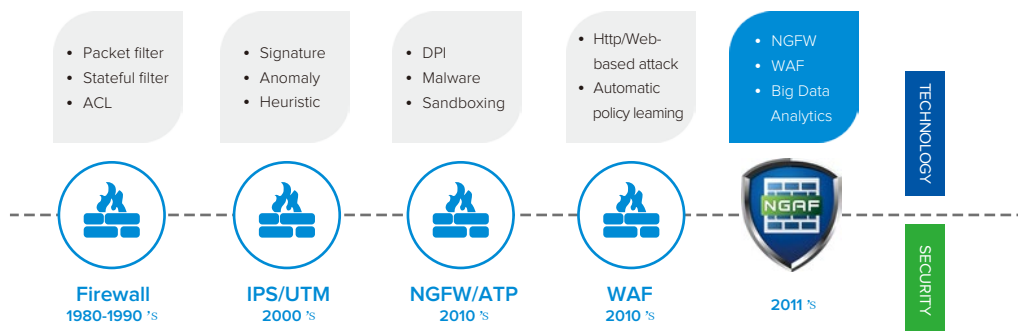 • Packet filter
• Stateful filter
• ACL
• Signature
• Anomaly
• Heuristic
• DPI
• Malware
• Sandboxing
• Http/Web-
based attack
• Automatic
policy learning
• NGFW
• WAF
• Big Data
Analytics
TECHNOLOGY
NGAF
SECURITY
Firewall
1980-1990 's
IPS/UTM
2000 's
NGFW/ATP
2010 's
WAF
2010 's
2011 's